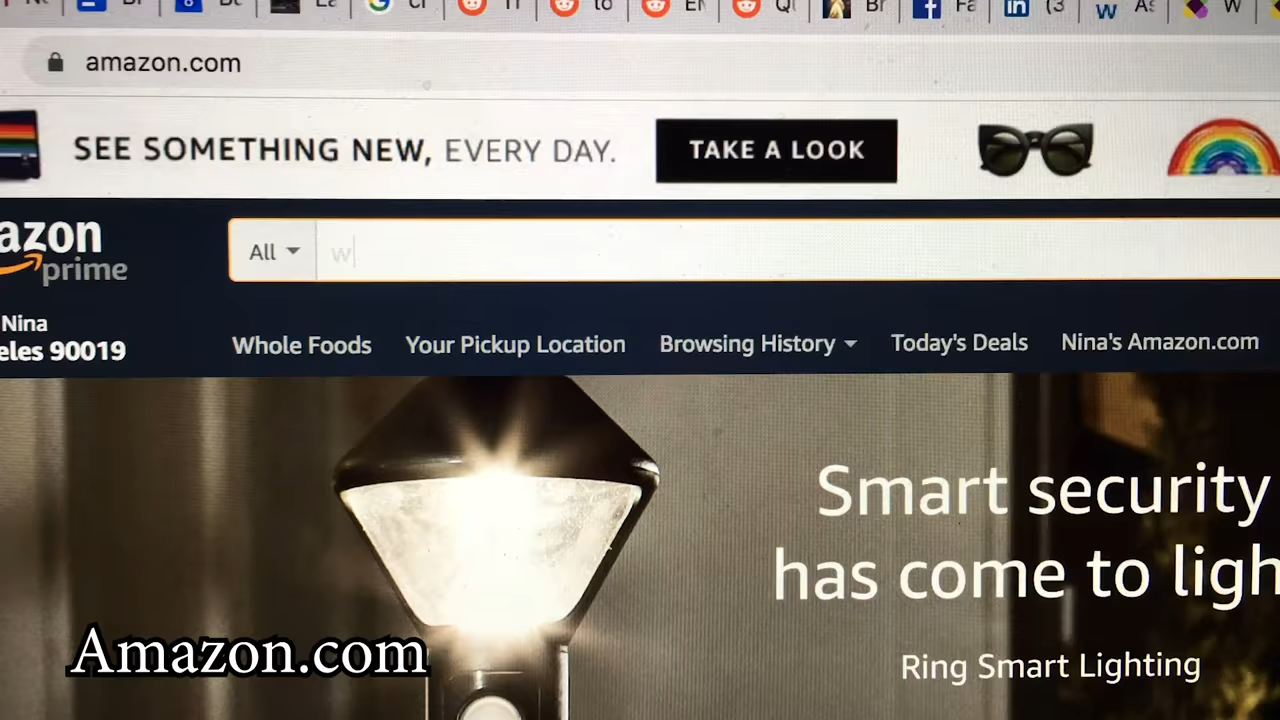 amazon.com
SEE SOMETHING NEW, EVERY DAY. TAKE A LOOK
azon
prime
All w
Nina
eles 90019
Whole Foods Your Pickup Location Browsing History Today's Deals Nina's Amazon.com
Smart security
has come to ligh
Ring Smart Lighting
Amazon.com